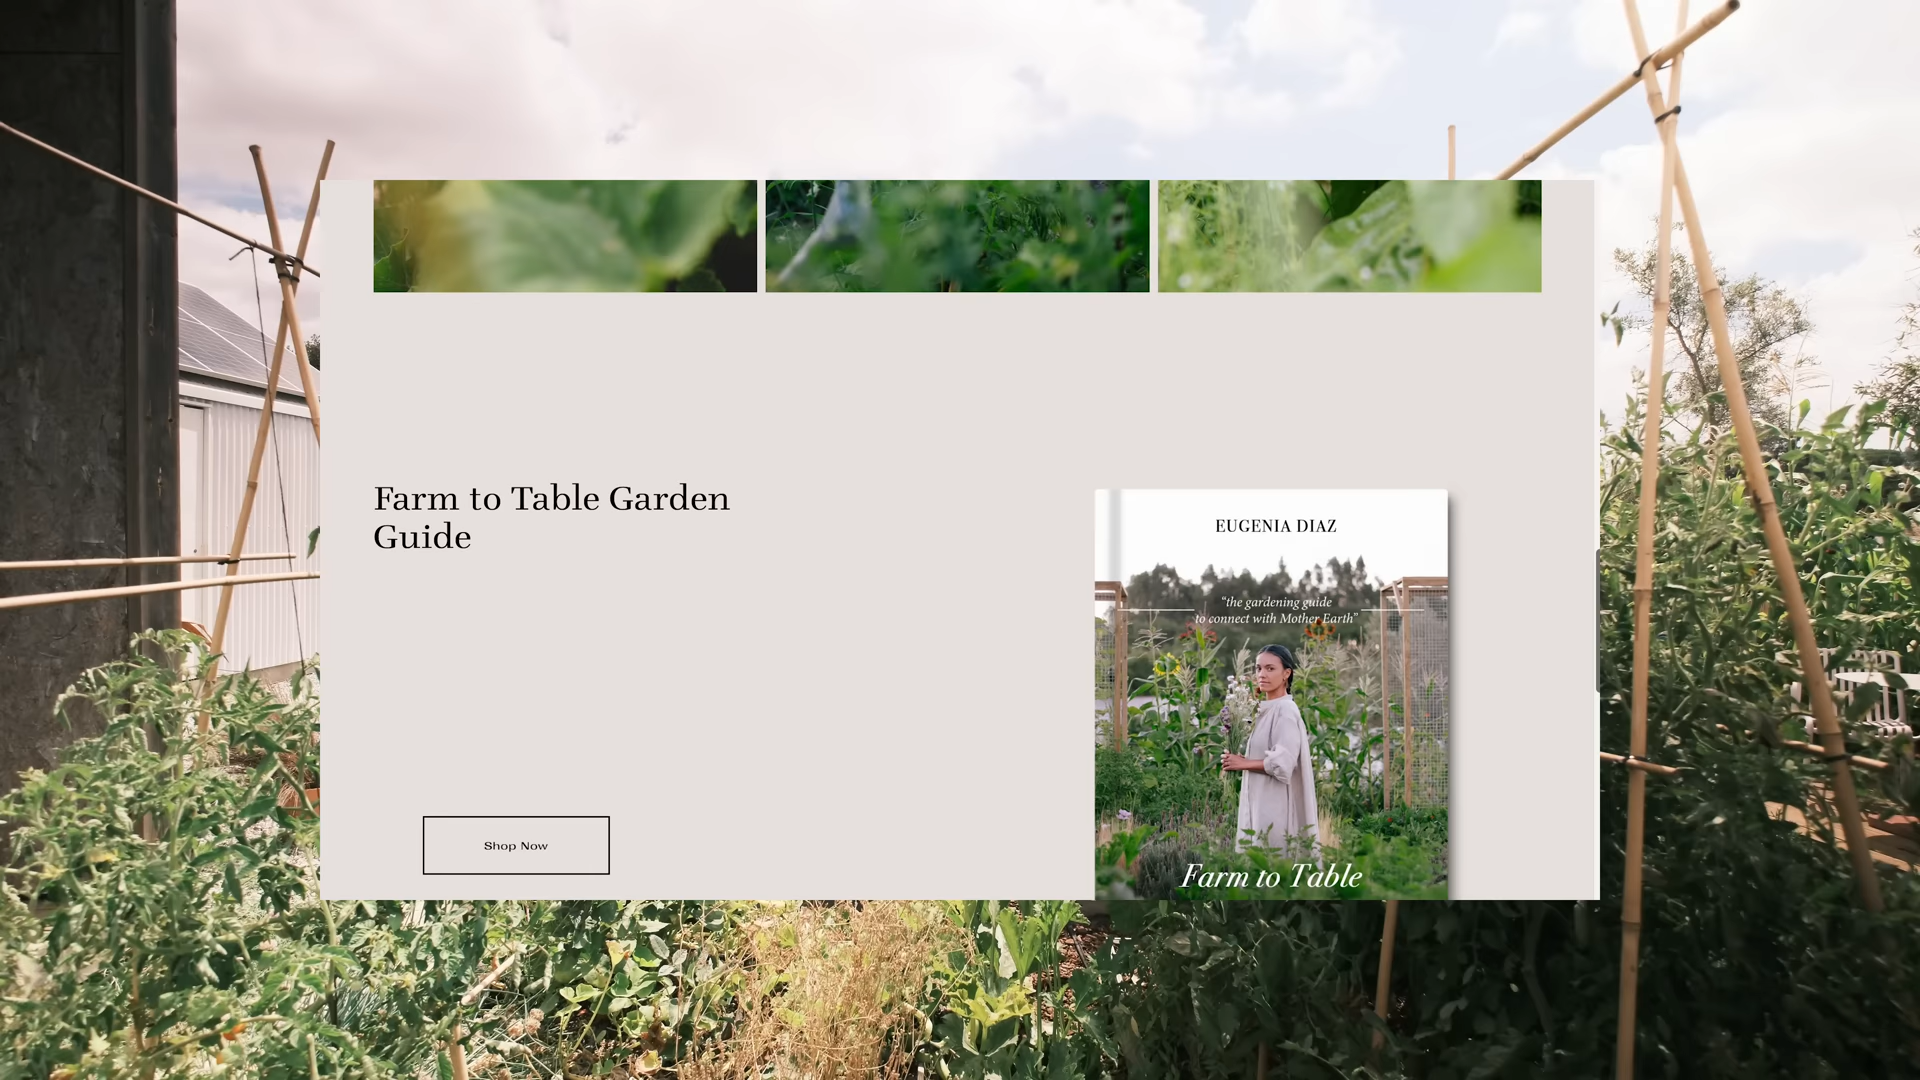 Farm to Table Garden
Guide
Shop Now
EUGENIA DIAZ
“the gardening guide
to connect with Mother Earth”
Farm to Table